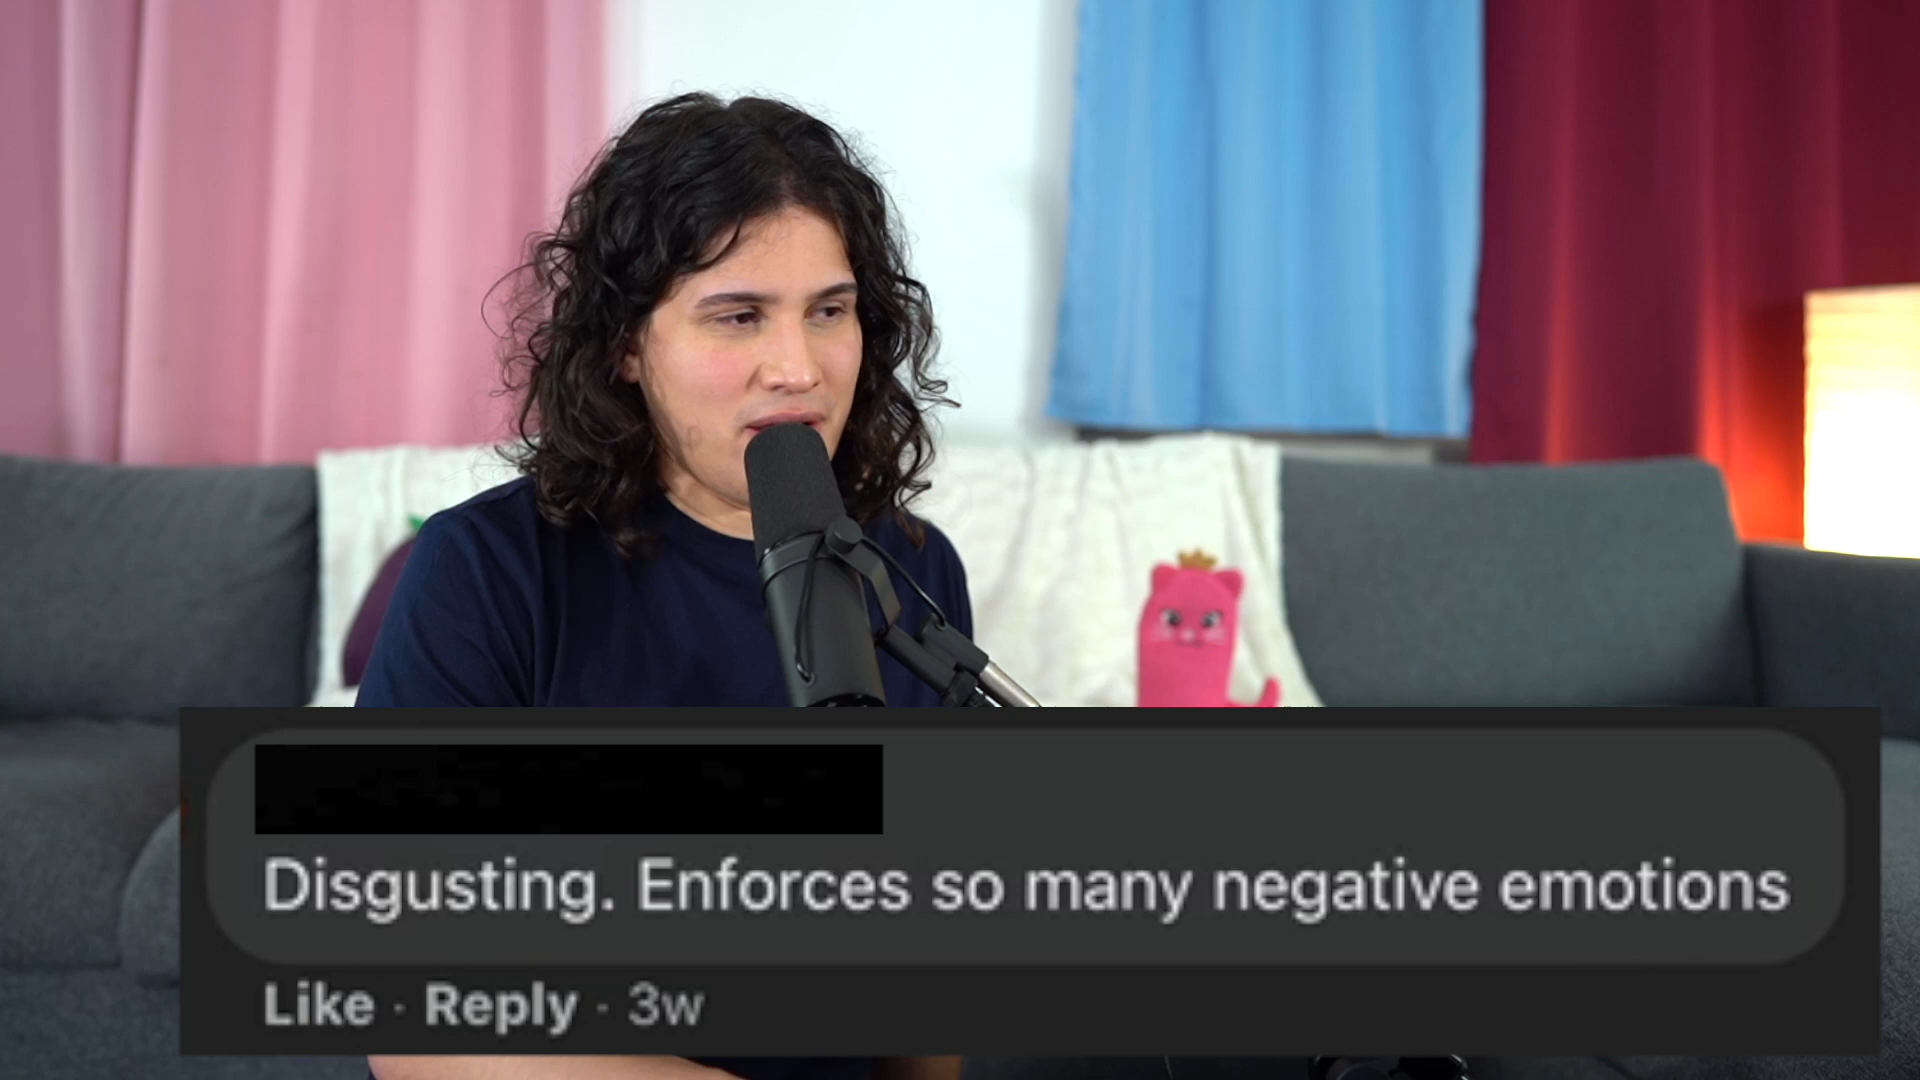 Disgusting. Enforces so many negative emotions
Like · Reply · 3w